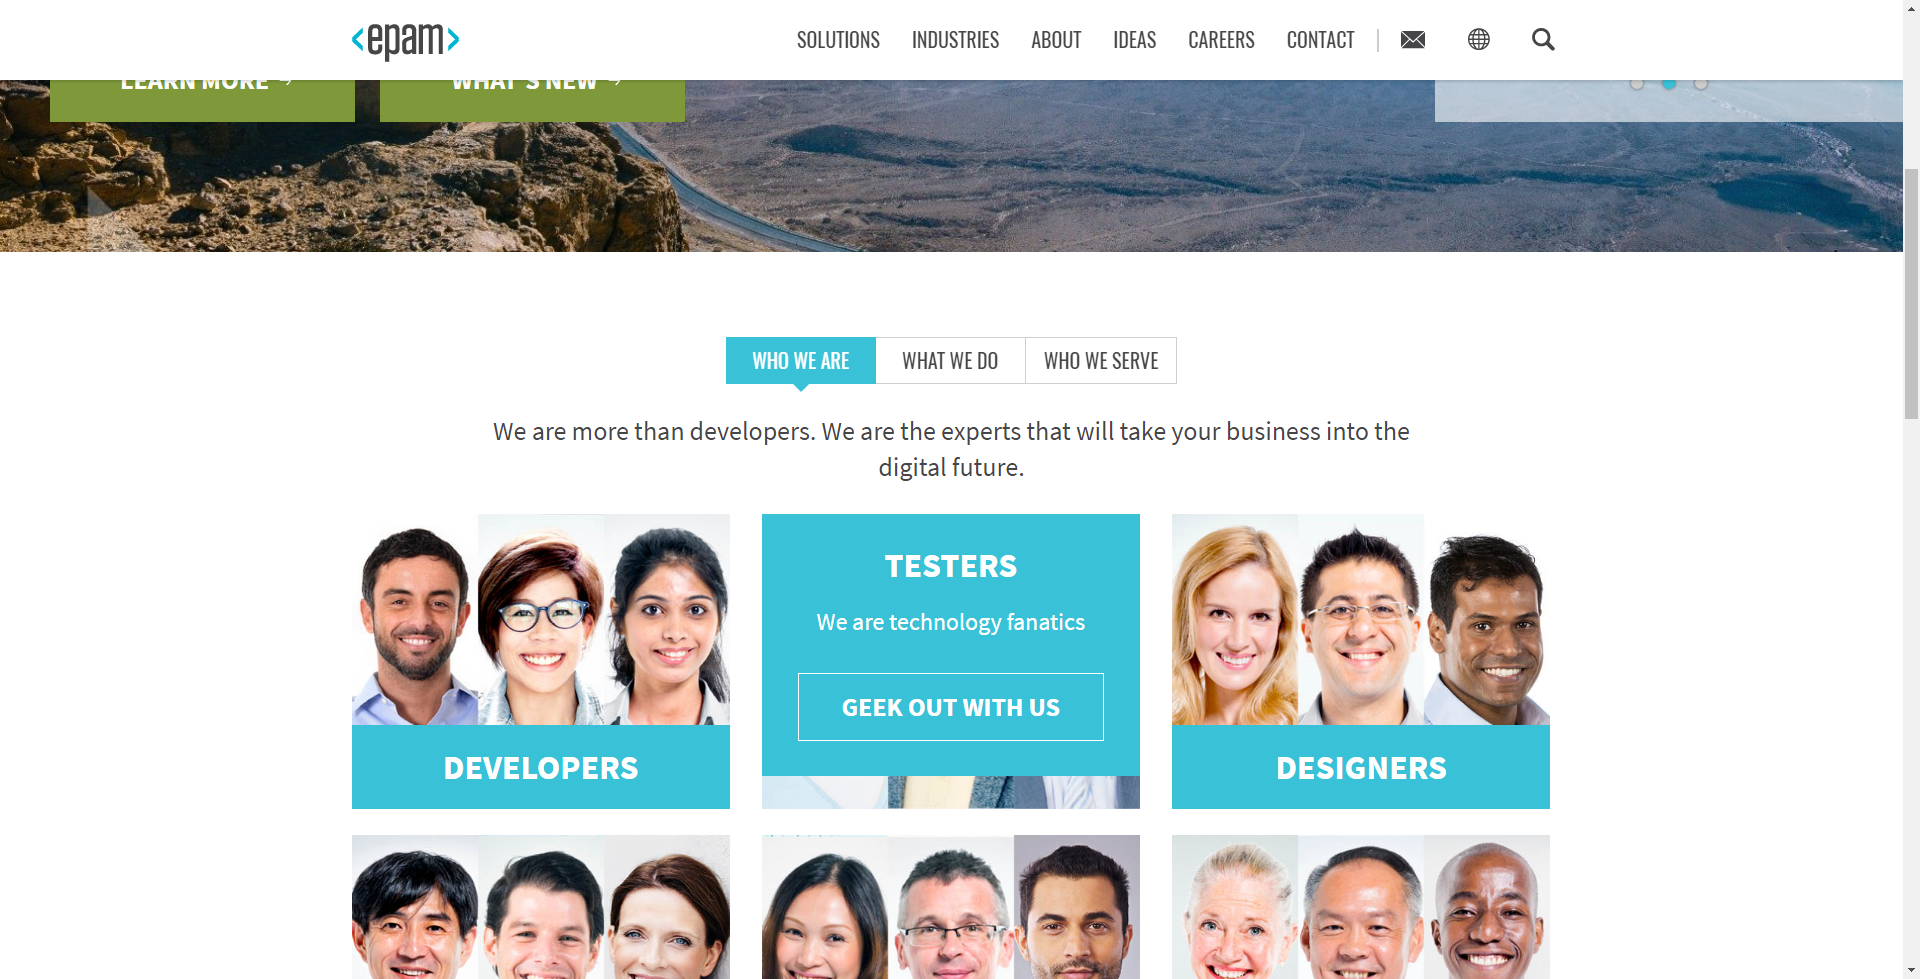 <epam>
SOLUTIONS INDUSTRIES ABOUT IDEAS CAREERS CONTACT
LEARN MORE →
WHAT'S NEW →
WHO WE ARE WHAT WE DO WHO WE SERVE
We are more than developers. We are the experts that will take your business into the
digital future.
DEVELOPERS
TESTERS
We are technology fanatics
GEEK OUT WITH US
DESIGNERS